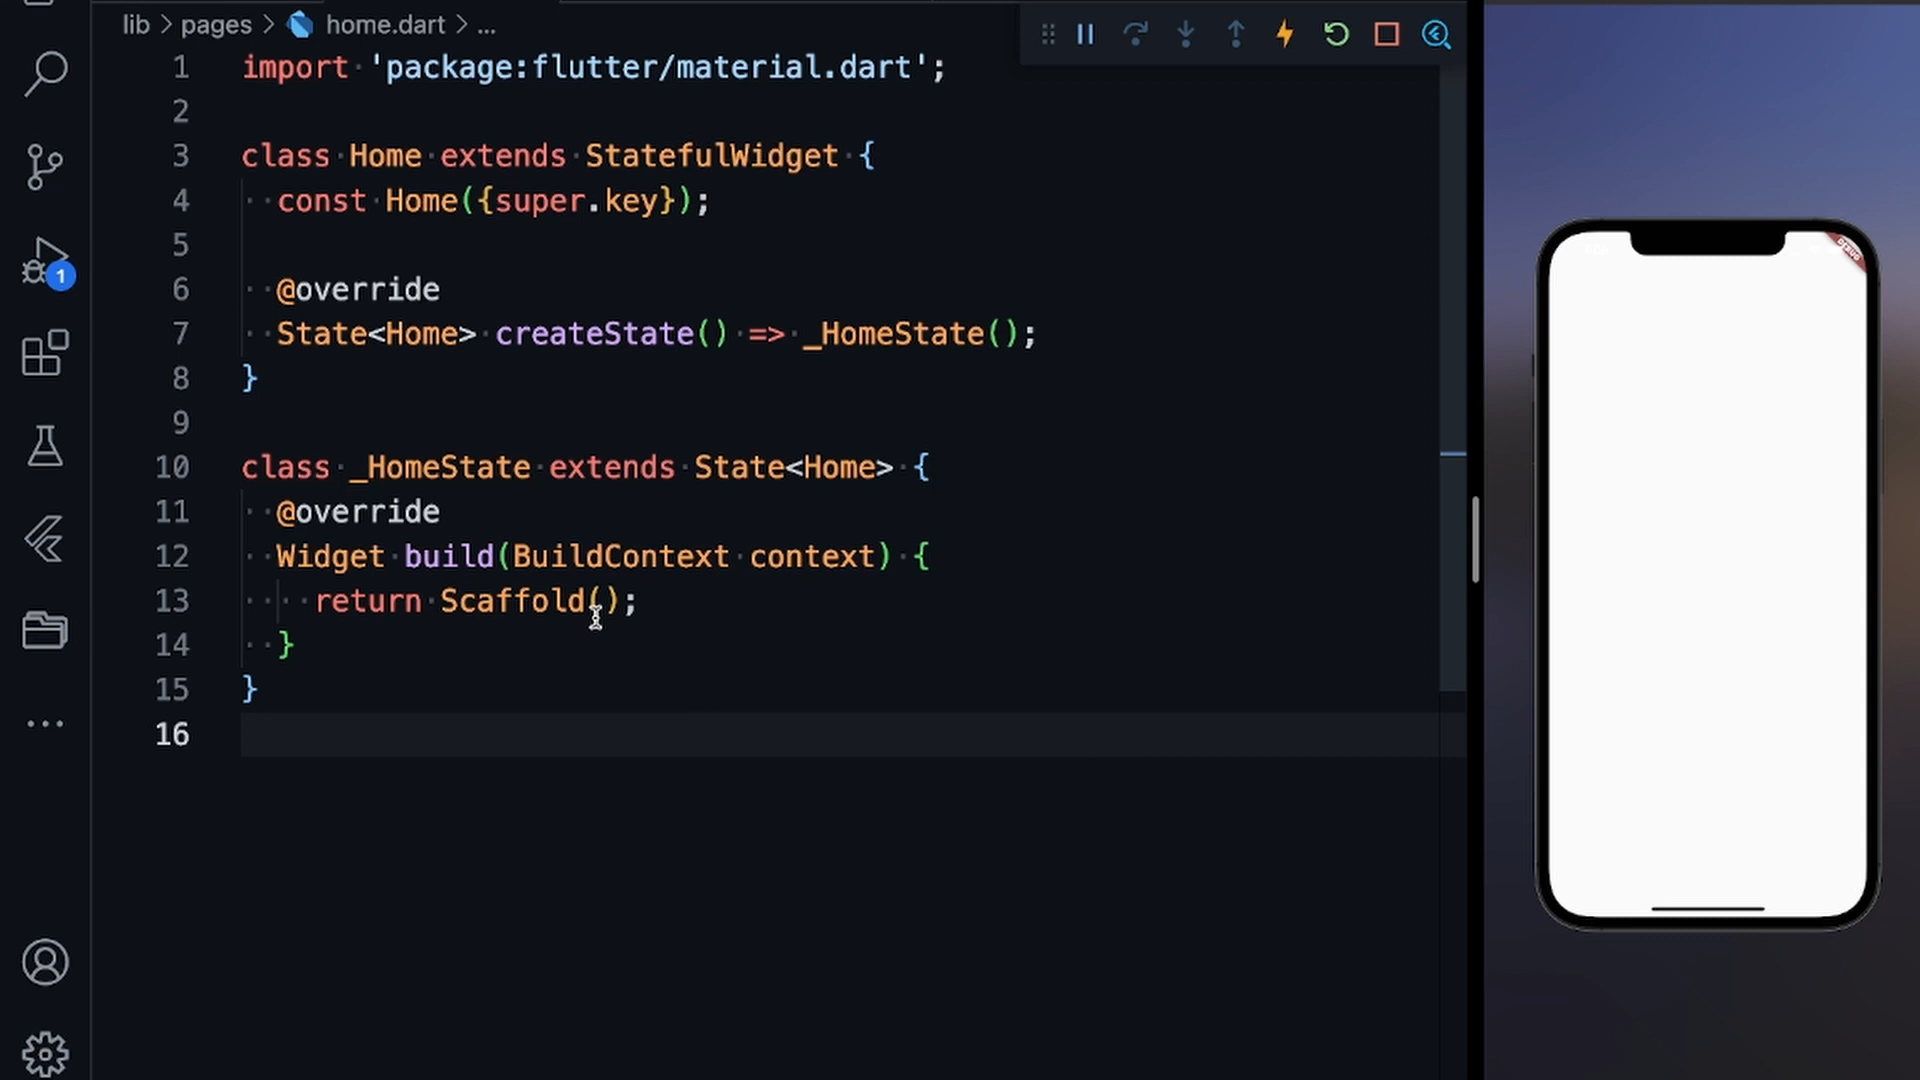 lib > pages > home.dart > ...
1 import 'package:flutter/material.dart';
2
3 class Home extends StatefulWidget {
4 const Home({super.key});
5
6 @override
7 State<Home> createState() => _HomeState();
8 }
9
10 class _HomeState extends State<Home> {
11 @override
12 Widget build(BuildContext context) {
13 return Scaffold();
14 }
15 }
16
1
DEBUG